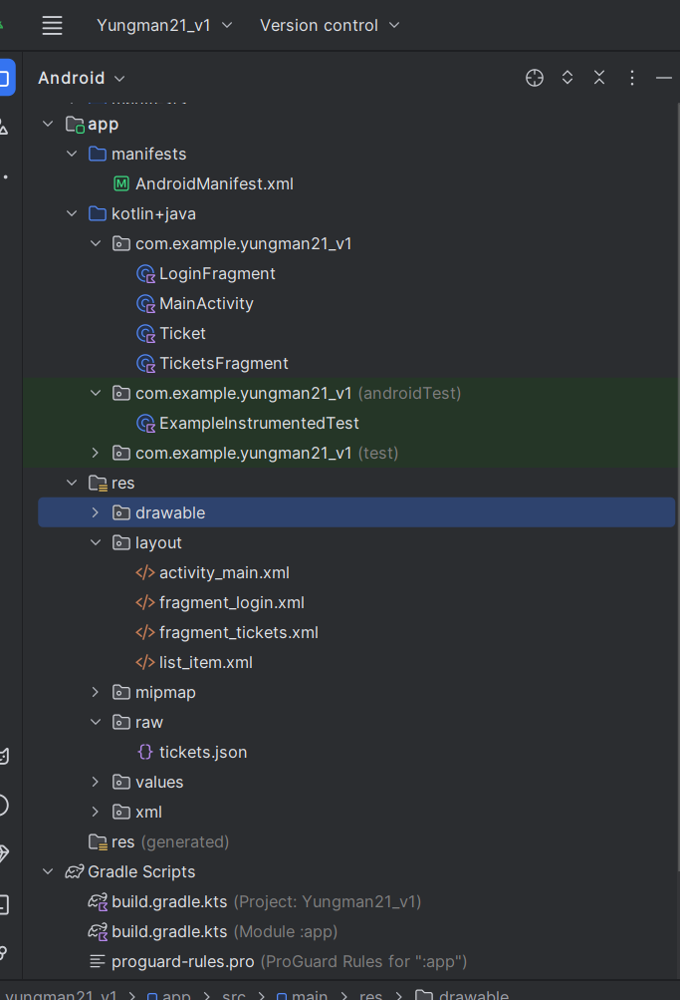 Yungman21_v1 Version control
Android
app
manifests
AndroidManifest.xml
kotlin+java
com.example.yungman21_v1
LoginFragment
MainActivity
Ticket
TicketsFragment
com.example.yungman21_v1 (androidTest)
ExampleInstrumentedTest
com.example.yungman21_v1 (test)
res
drawable
layout
activity_main.xml
fragment_login.xml
fragment_tickets.xml
list_item.xml
mipmap
raw
tickets.json
values
xml
res (generated)
Gradle Scripts
build.gradle.kts (Project: Yungman21_v1)
build.gradle.kts (Module :app)
proguard-rules.pro (ProGuard Rules for ":app")
yungman21_v1 > app > src > main > res > drawable